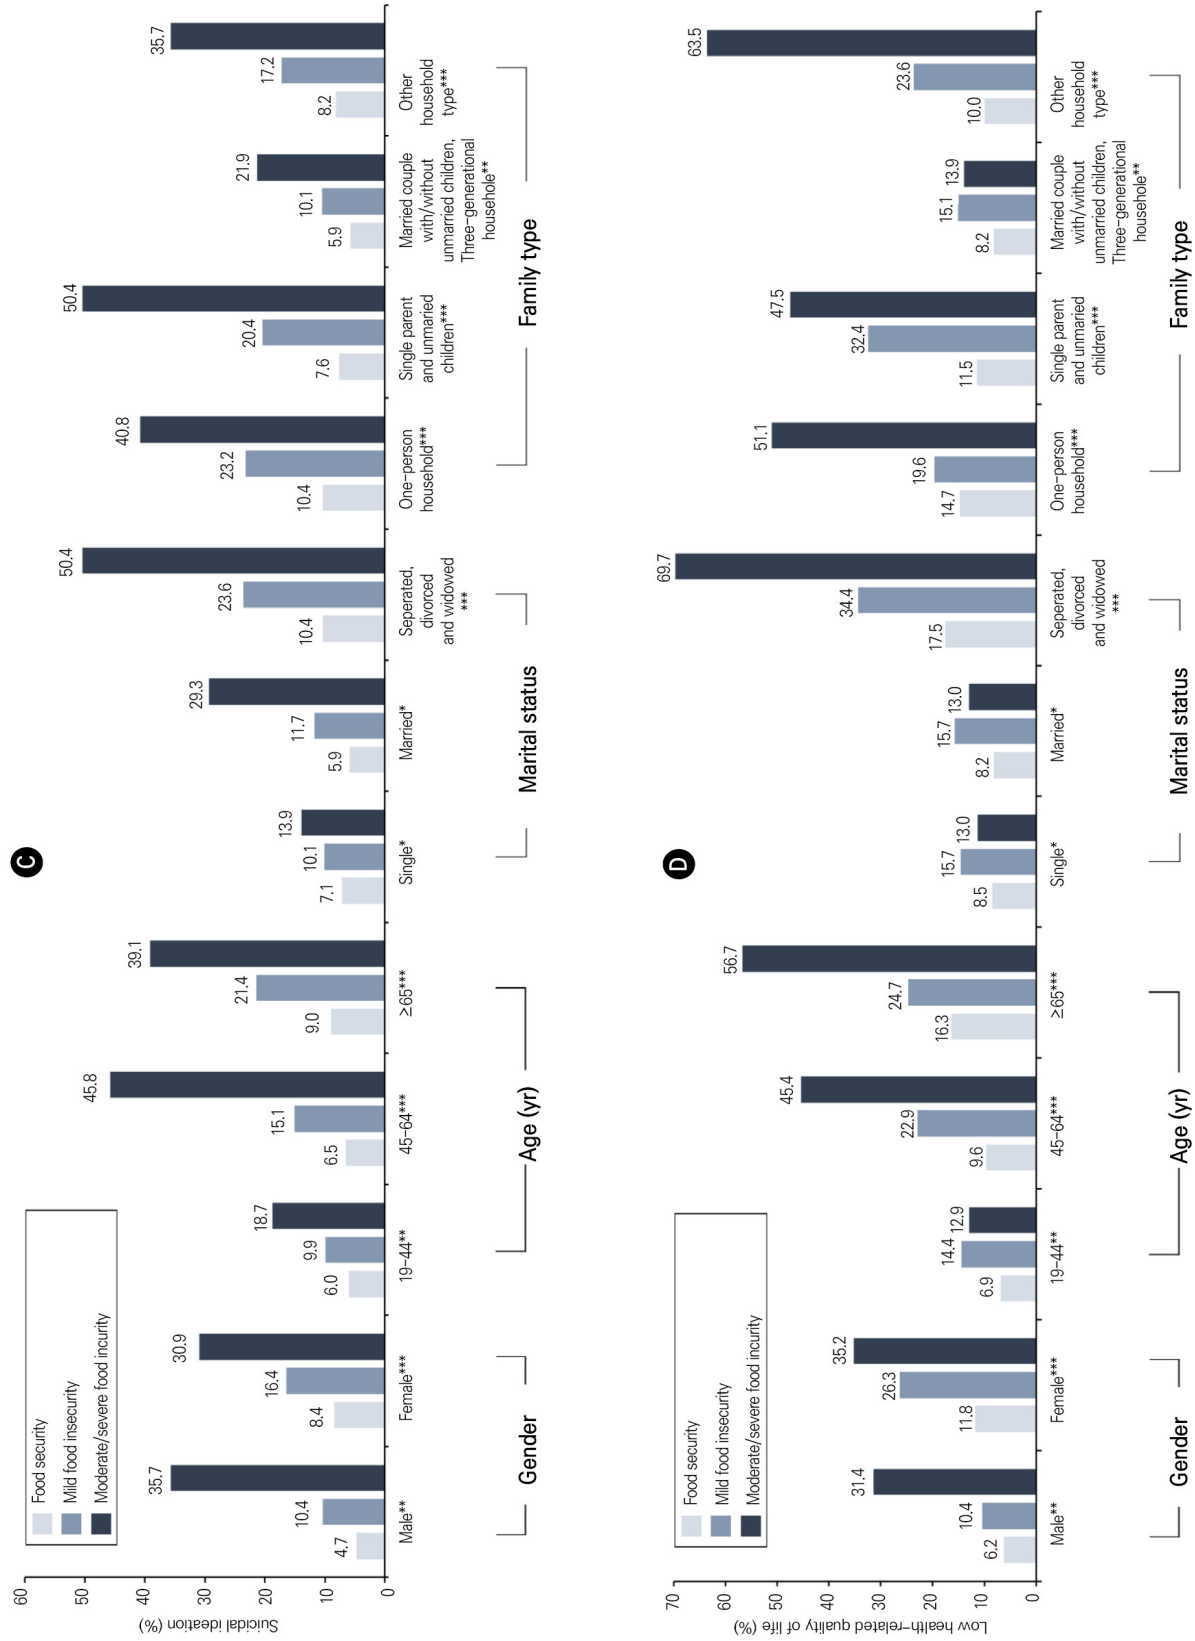 C
Suicidal ideation (%)
60
50
40
30
20
10
0
Food security
Mild food insecurity
Moderate/severe food incurity
4.7
10.4
35.7
8.4
16.4
30.9
6.0
9.9
18.7
6.5
15.1
45.8
9.0
21.4
39.1
7.1
10.1
13.9
5.9
11.7
29.3
10.4
23.6
50.4
10.4
23.2
40.8
7.6
20.4
50.4
5.9
10.1
21.9
8.2
17.2
35.7
Male**
Female***
19-44**
45-64***
≥65***
Single*
Married*
Seperated,
divorced
and widowed
***
One-person
household***
Single parent
and unmaried
children***
Married couple
with/without
unmarried children,
Three-generational
househole**
Other
household
type***
Gender
Age (yr)
Marital status
Family type
D
Low health-related quality of life (%)
70
60
50
40
30
20
10
0
Food security
Mild food insecurity
Moderate/severe food incurity
6.2
10.4
31.4
11.8
26.3
35.2
6.9
14.4
12.9
9.6
22.9
45.4
16.3
24.7
56.7
8.5
15.7
13.0
8.2
15.7
13.0
17.5
34.4
69.7
14.7
19.6
51.1
11.5
32.4
47.5
8.2
15.1
13.9
10.0
23.6
63.5
Male**
Female***
19-44**
45-64***
≥65***
Single*
Married*
Seperated,
divorced
and widowed
***
One-person
household***
Single parent
and unmaried
children***
Married couple
with/without
unmarried children,
Three-generational
househole**
Other
household
type***
Gender
Age (yr)
Marital status
Family type